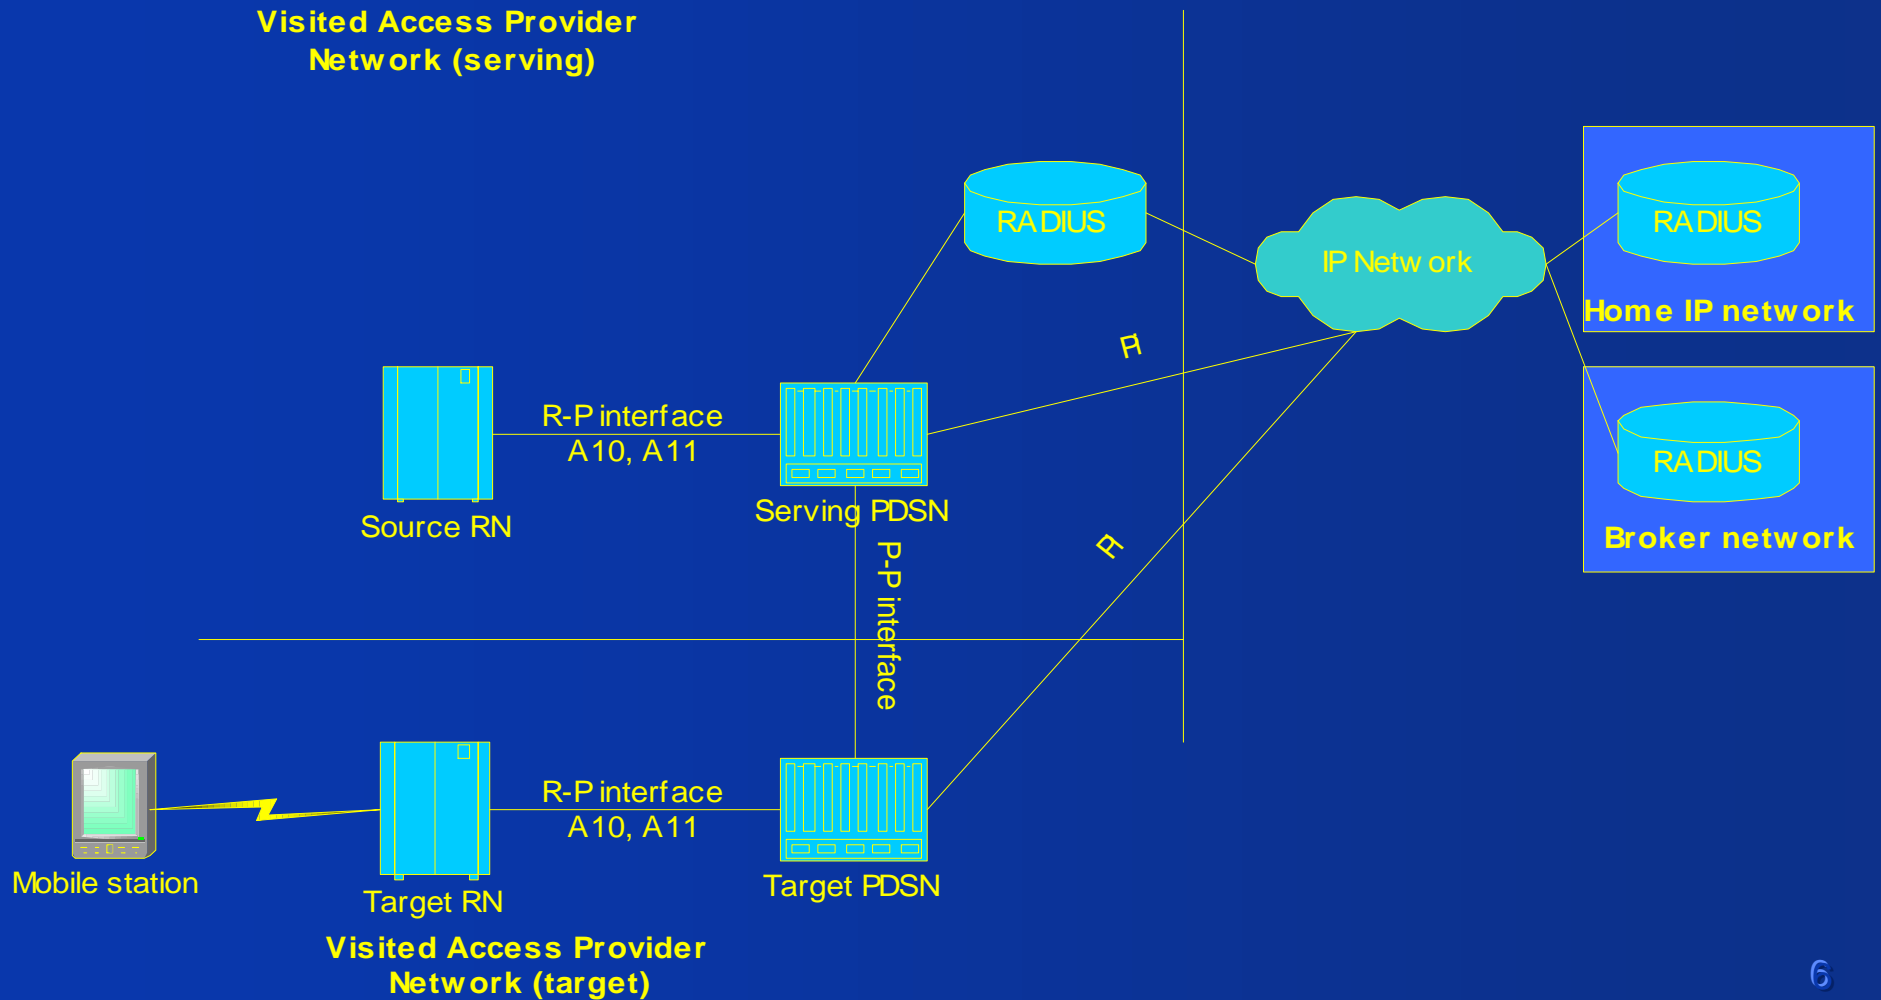 Visited Access Provider
Network (serving)
RADIUS
IP Network
RADIUS
Home IP network
R-P interface
A10, A11
Source RN
Serving PDSN
RADIUS
Broker network
P-P interface
R-P interface
A10, A11
Mobile station
Target RN
Target PDSN
Visited Access Provider
Network (target)
6